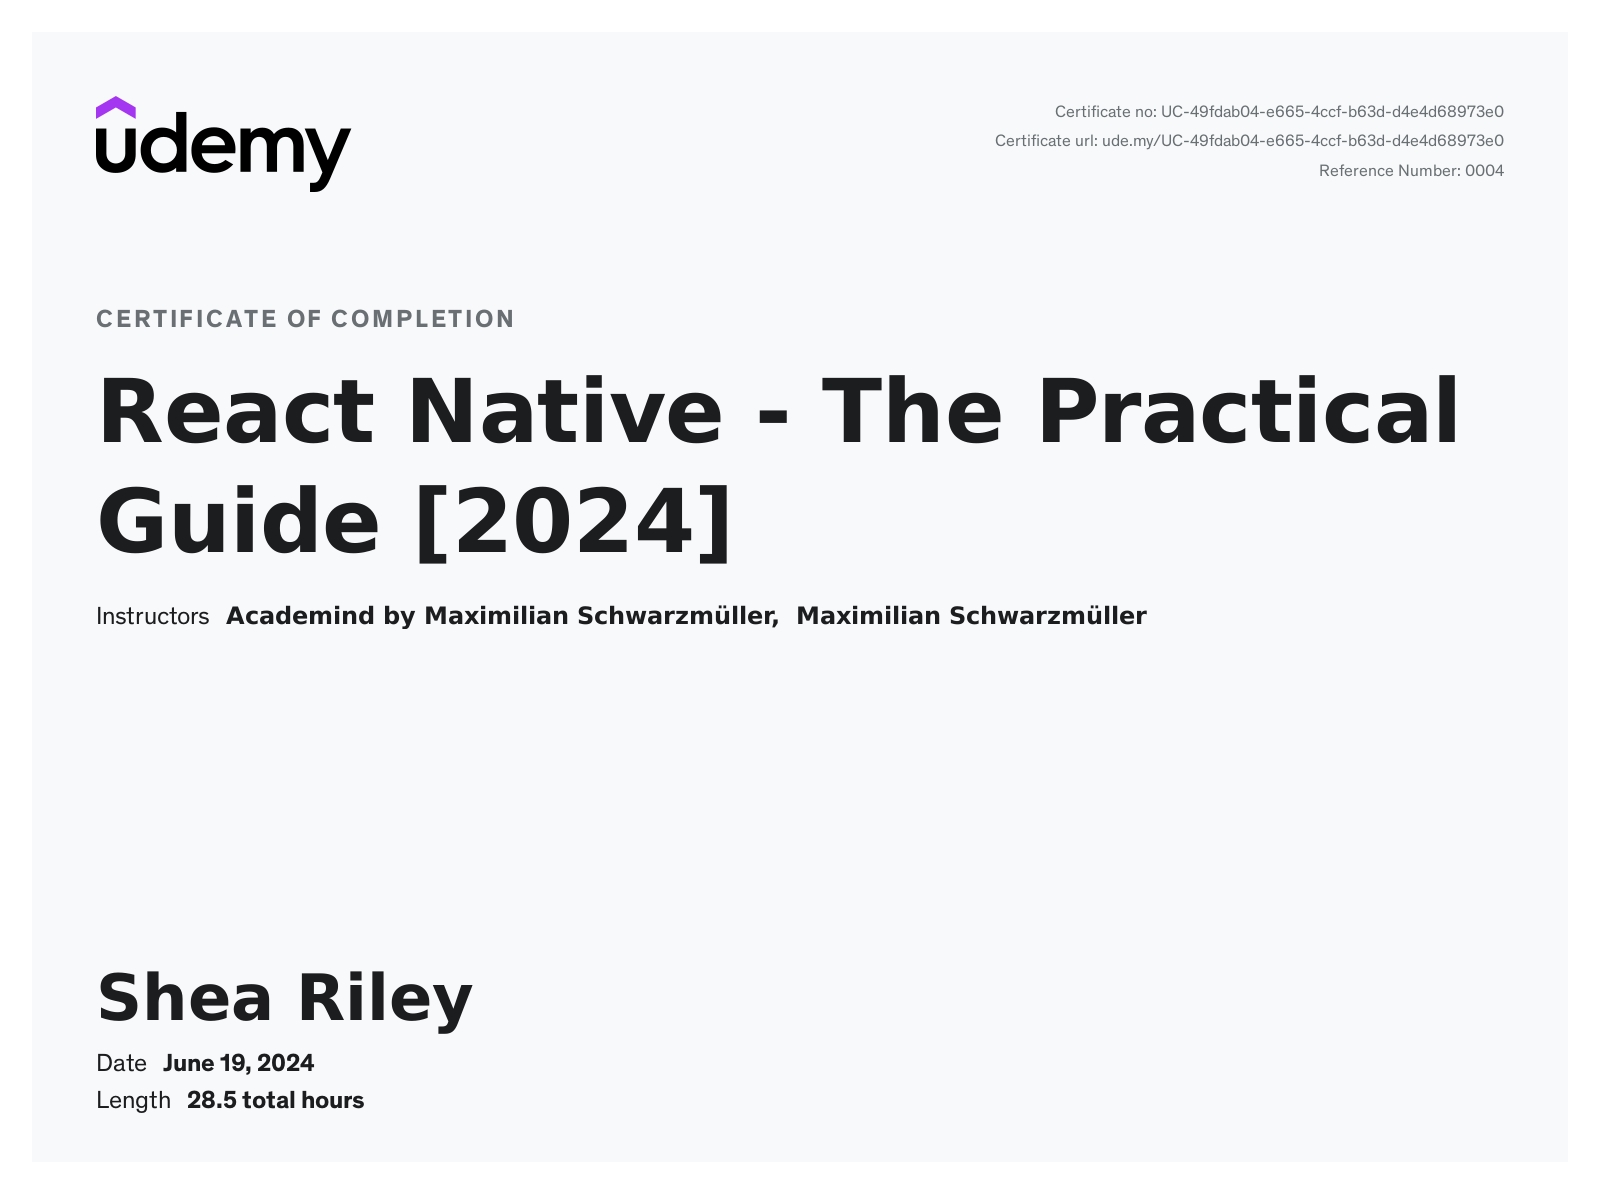 udemy
Certificate no: UC-49fdab04-e665-4ccf-b63d-d4e4d68973e0
Certificate url: ude.my/UC-49fdab04-e665-4ccf-b63d-d4e4d68973e0
Reference Number: 0004
CERTIFICATE OF COMPLETION
React Native - The Practical
Guide [2024]
Instructors Academind by Maximilian Schwarzmüller, Maximilian Schwarzmüller
Shea Riley
Date June 19, 2024
Length 28.5 total hours